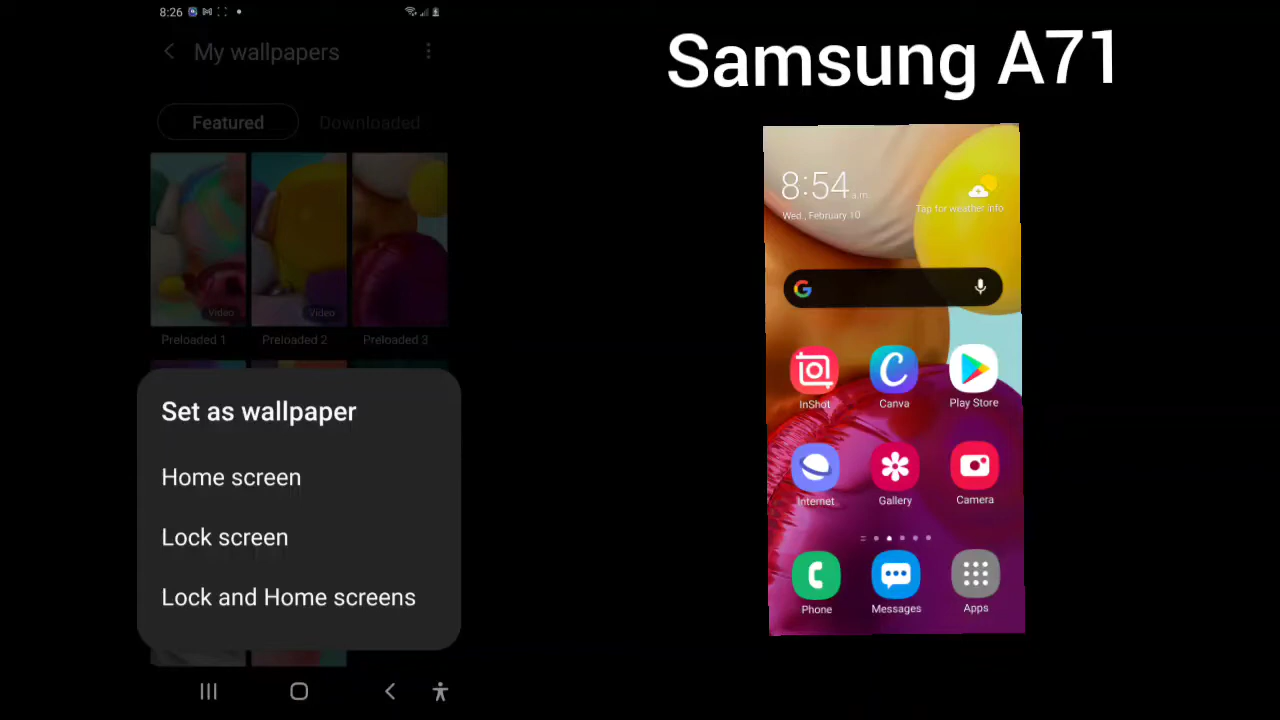 8:26
My wallpapers
Featured
Downloaded
Video
Video
Preloaded 1
Preloaded 2
Preloaded 3
Set as wallpaper
Home screen
Lock screen
Lock and Home screens
Samsung A71
8:54 a.m.
Wed., February 10
Tap for weather info
InShot
Canva
Play Store
Internet
Gallery
Camera
Phone
Messages
Apps